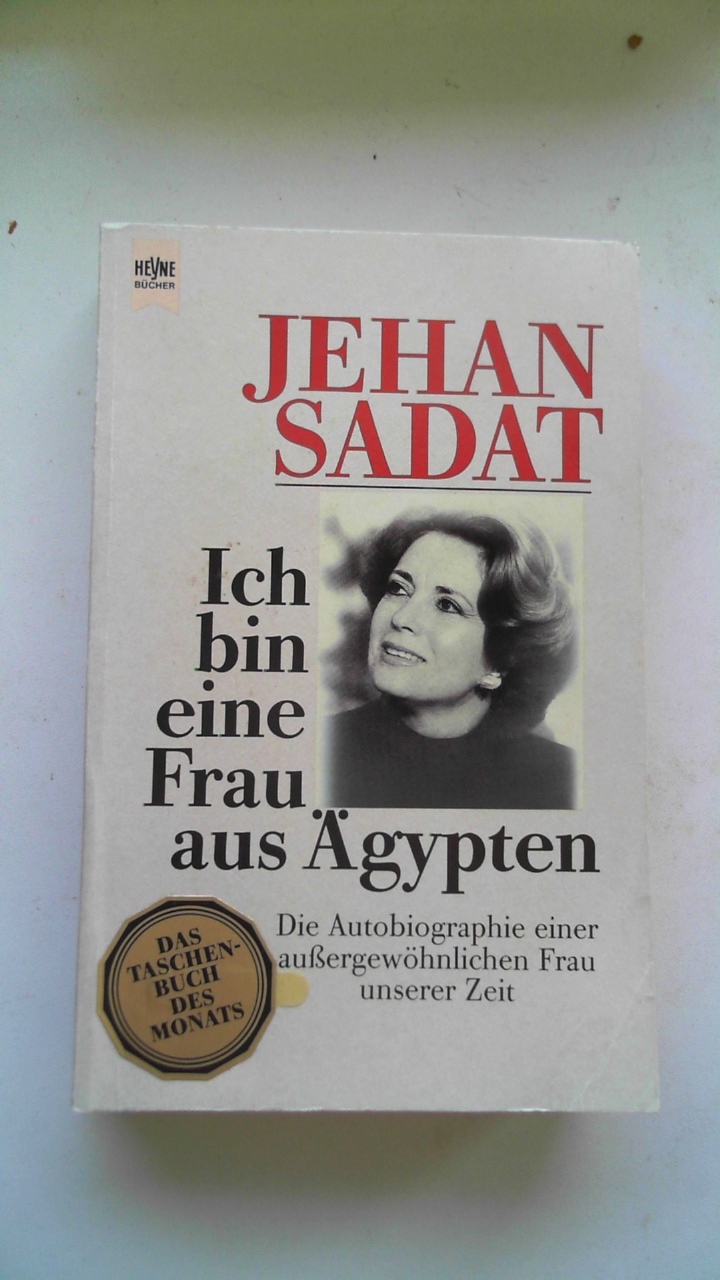 HEYNE
BÜCHER
JEHAN
SADAT
Ich
bin
eine
Frau
aus Ägypten
Die Autobiographie einer
außergewöhnlichen Frau
unserer Zeit
DAS
TASCHEN-
BUCH
DES
MONATS